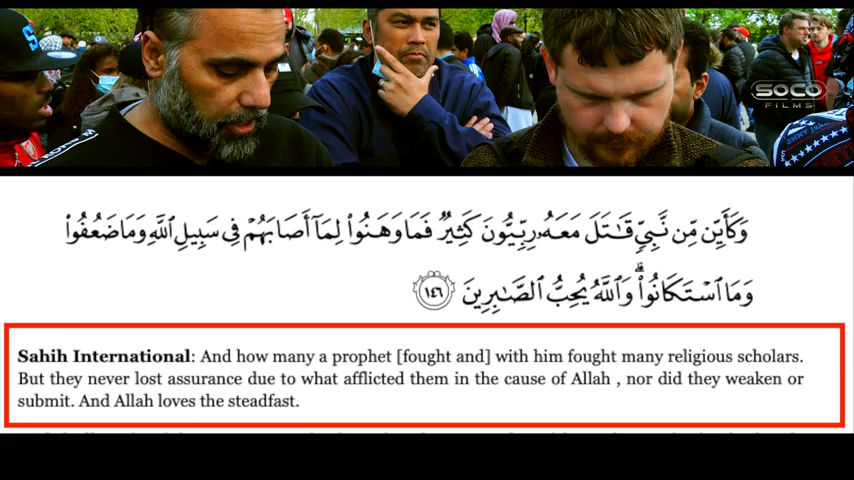 SOCO
FILMS
وَكَأَيِّن مِّن نَّبِيٍّ قَٰتَلَ مَعَهُۥ رِبِّيُّونَ كَثِيرٌ فَمَا وَهَنُوا۟ لِمَآ أَصَابَهُمْ فِى سَبِيلِ ٱللَّهِ وَمَا ضَعُفُوا۟
وَمَا ٱسْتَكَانُوا۟ ۗ وَٱللَّهُ يُحِبُّ ٱلصَّٰبِرِينَ ١٤٦
Sahih International: And how many a prophet [fought and] with him fought many religious scholars.
But they never lost assurance due to what afflicted them in the cause of Allah , nor did they weaken or
submit. And Allah loves the steadfast.